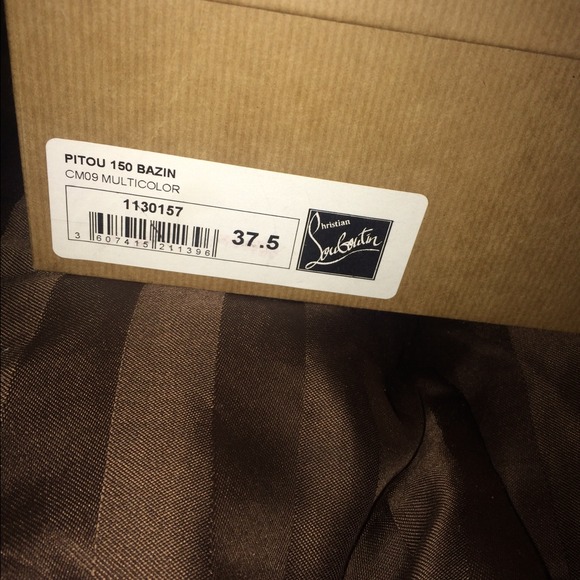 PITOU 150 BAZIN
CM09 MULTICOLOR
1130157
3 607415 211396
37.5
Christian
Louboutin